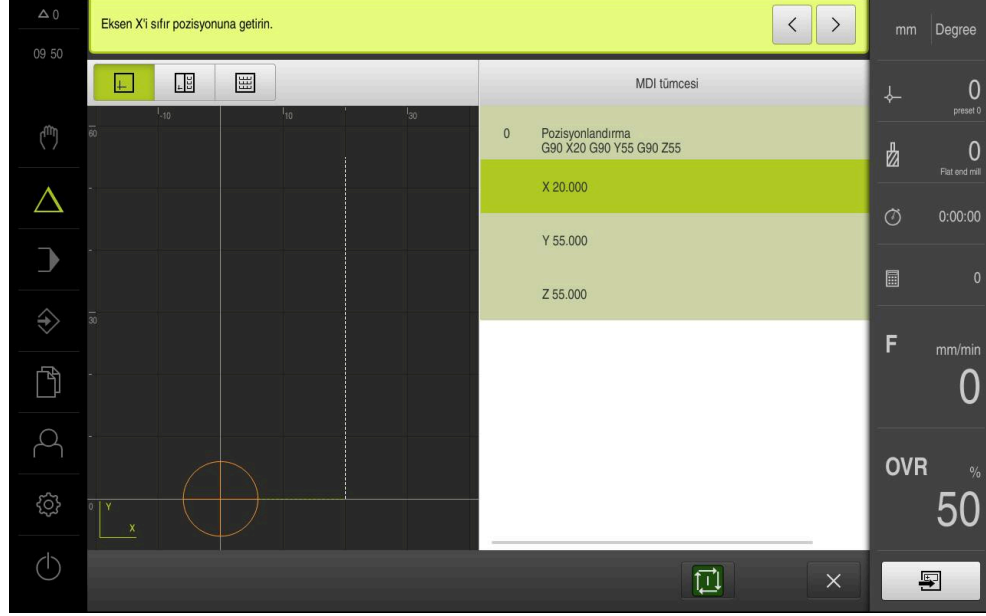 0
09 50
Eksen X'i sıfır pozisyonuna getirin.
mm
Degree
MDI tümcesi
-10
10
30
60
30
0
Y
X
0 Pozisyonlandırma
G90 X20 G90 Y55 G90 Z55
X 20.000
Y 55.000
Z 55.000
0
preset 0
0
Flat end mill
0:00:00
0
F mm/min
0
OVR %
50